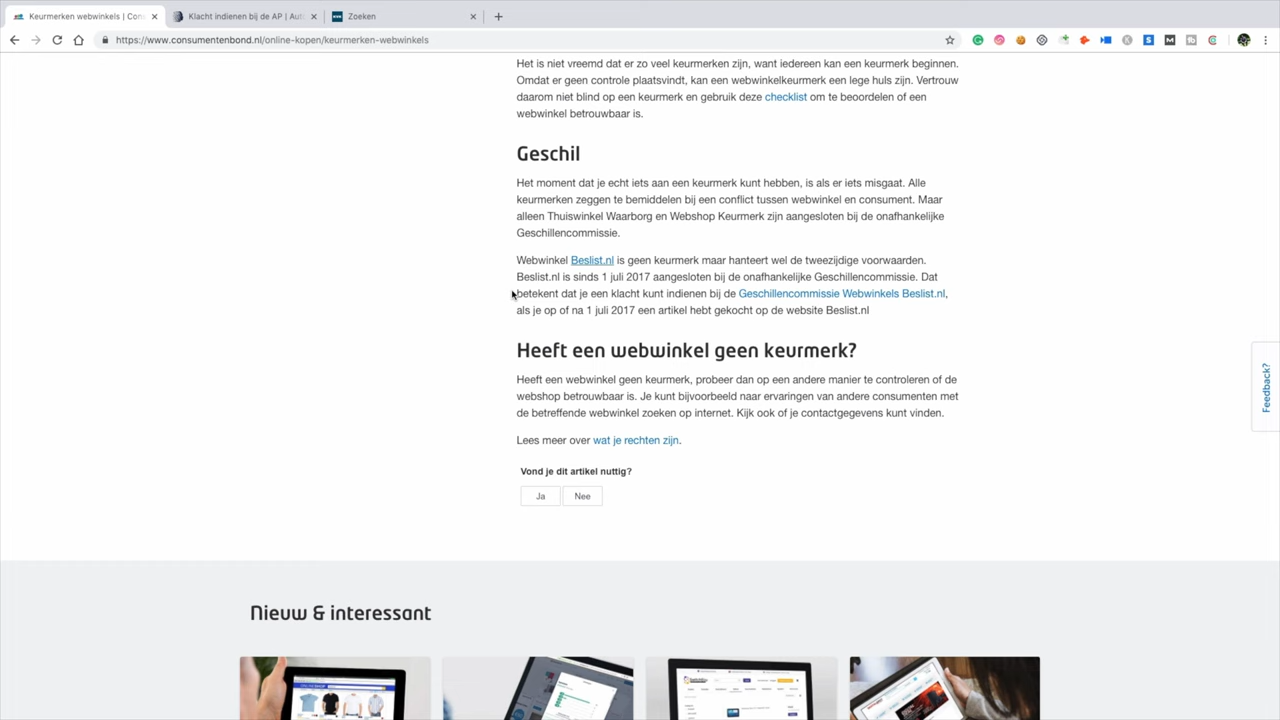 Keurmerken webwinkels | Con
Klacht indienen bij de AP | Aut
Zoeken
https://www.consumentenbond.nl/online-kopen/keurmerken-webwinkels
Het is niet vreemd dat er zo veel keurmerken zijn, want iedereen kan een keurmerk beginnen.
Omdat er geen controle plaatsvindt, kan een webwinkelkeurmerk een lege huls zijn. Vertrouw
daarom niet blind op een keurmerk en gebruik deze checklist om te beoordelen of een
webwinkel betrouwbaar is.
Geschil
Het moment dat je echt iets aan een keurmerk kunt hebben, is als er iets misgaat. Alle
keurmerken zeggen te bemiddelen bij een conflict tussen webwinkel en consument. Maar
alleen Thuiswinkel Waarborg en Webshop Keurmerk zijn aangesloten bij de onafhankelijke
Geschillencommissie.
Webwinkel Beslist.nl is geen keurmerk maar hanteert wel de tweezijdige voorwaarden.
Beslist.nl is sinds 1 juli 2017 aangesloten bij de onafhankelijke Geschillencommissie. Dat
betekent dat je een klacht kunt indienen bij de Geschillencommissie Webwinkels Beslist.nl,
als je op of na 1 juli 2017 een artikel hebt gekocht op de website Beslist.nl
Heeft een webwinkel geen keurmerk?
Heeft een webwinkel geen keurmerk, probeer dan op een andere manier te controleren of de
webshop betrouwbaar is. Je kunt bijvoorbeeld naar ervaringen van andere consumenten met
de betreffende webwinkel zoeken op internet. Kijk ook of je contactgegevens kunt vinden.
Lees meer over wat je rechten zijn.
Vond je dit artikel nuttig?
Ja Nee
Feedback?
Nieuw & interessant